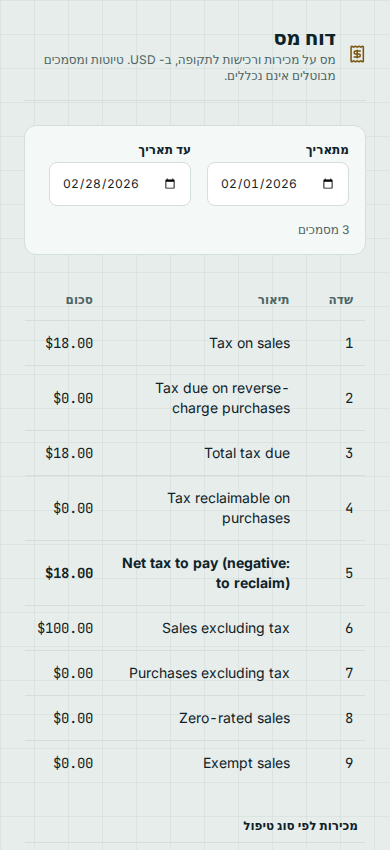 דוח מס
מס על מכירות ורכישות לתקופה, ב- USD. טיוטות ומסמכים
מבוטלים אינם נכללים.
מתאריך
עד תאריך
02/01/2026
02/28/2026
3 מסמכים
שדה תיאור סכום
1 Tax on sales $18.00
2 Tax due on reverse-
charge purchases $0.00
3 Total tax due $18.00
4 Tax reclaimable on
purchases $0.00
5 Net tax to pay (negative:
to reclaim) $18.00
6 Sales excluding tax $100.00
7 Purchases excluding tax $0.00
8 Zero-rated sales $0.00
9 Exempt sales $0.00
מכירות לפי סוג טיפול